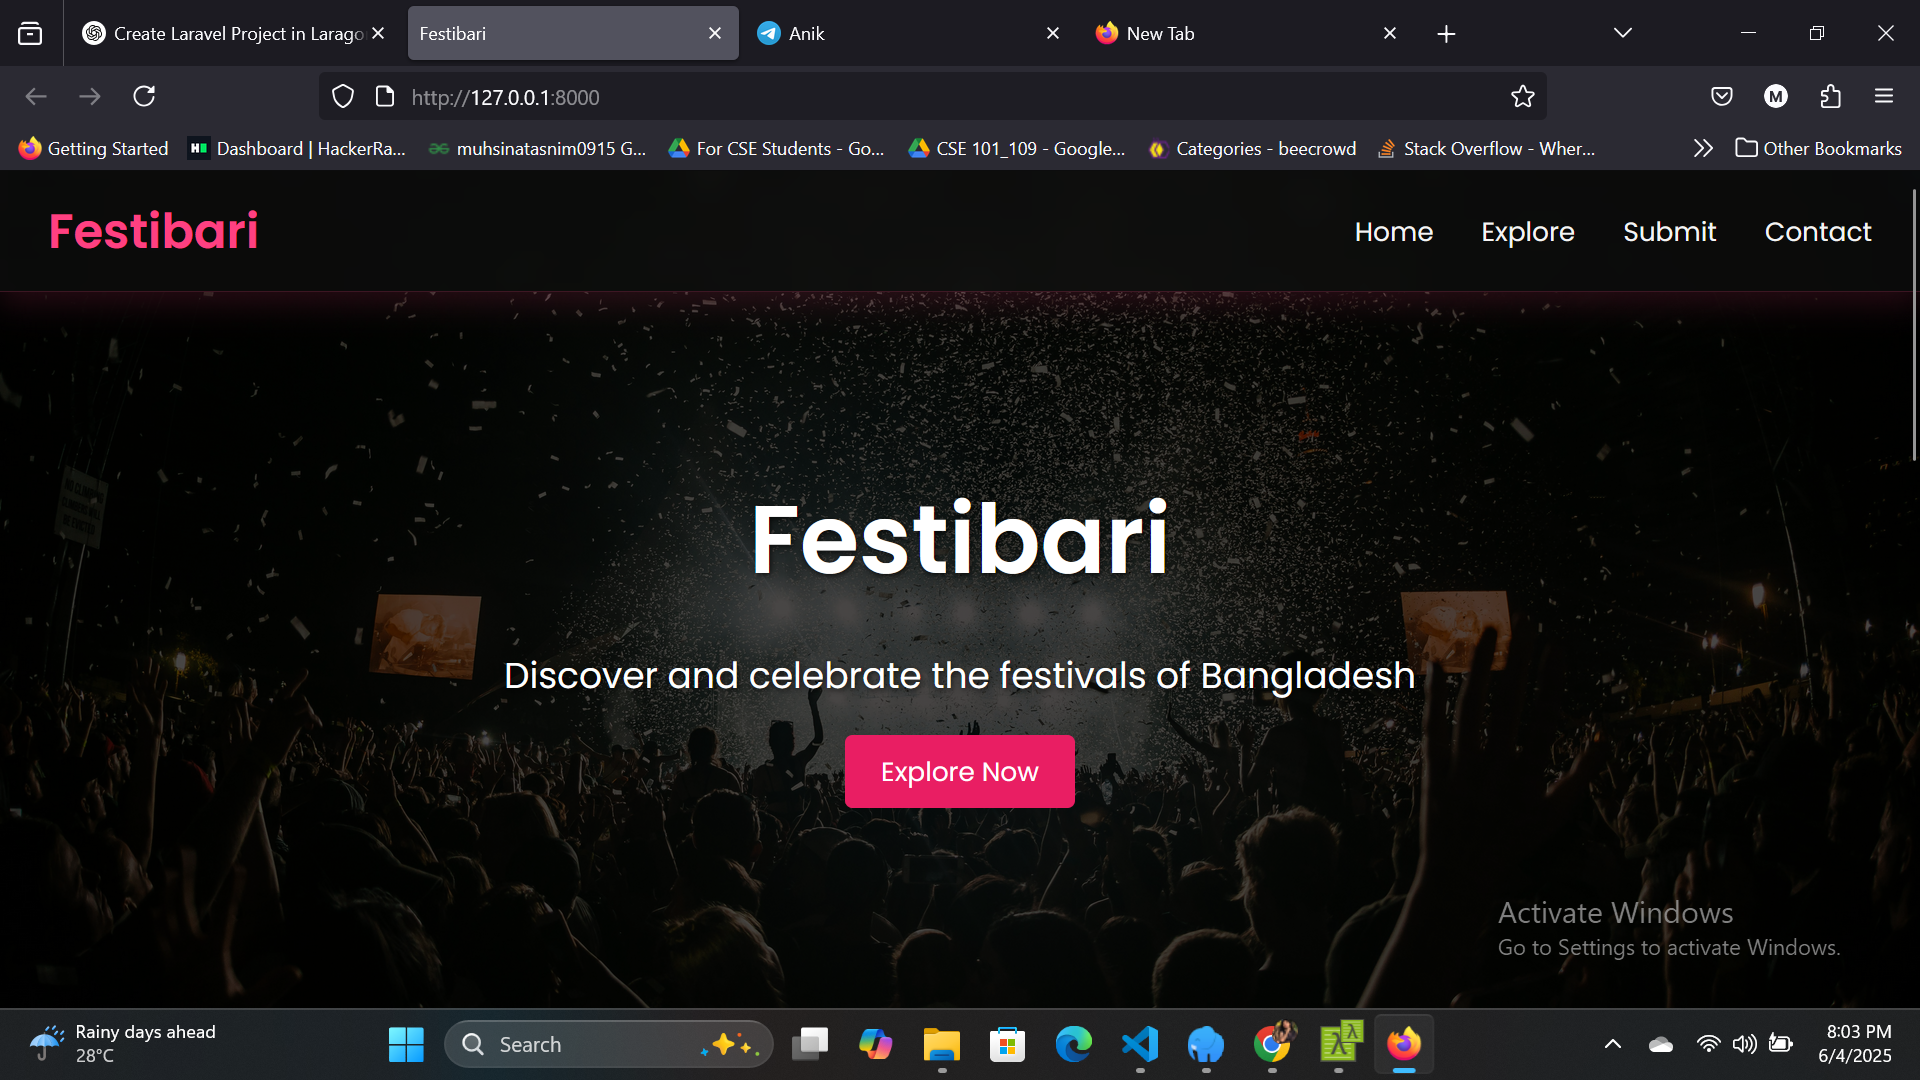 Create Laravel Project in Larago
Festibari
Anik
New Tab
http://127.0.0.1:8000
M
Getting Started
Dashboard | HackerRa...
muhsinatasnim0915 G...
For CSE Students - Go...
CSE 101_109 - Google...
Categories - beecrowd
Stack Overflow - Wher...
Other Bookmarks
Festibari
Home
Explore
Submit
Contact
Festibari
Discover and celebrate the festivals of Bangladesh
Explore Now
Activate Windows
Go to Settings to activate Windows.
Rainy days ahead
28°C
Search
8:03 PM
6/4/2025